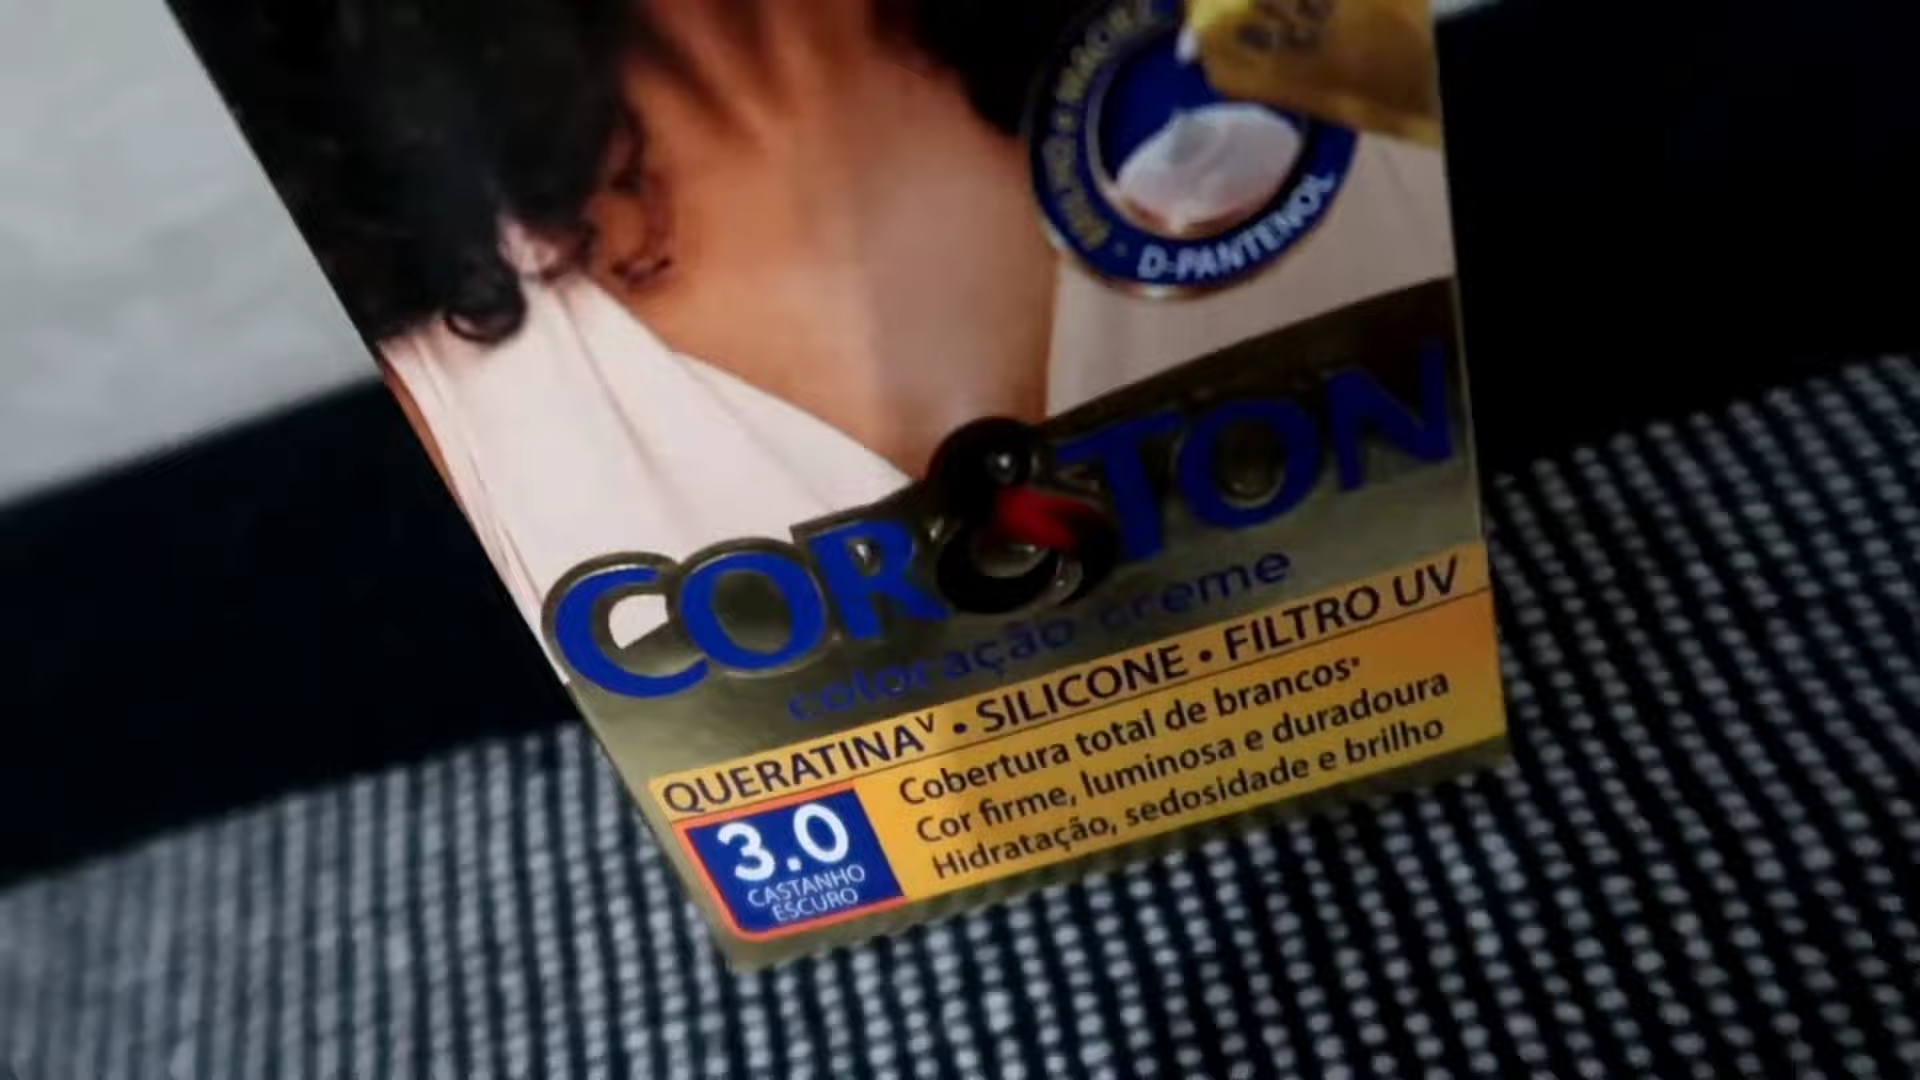 D-PANTENOL
COR&TON
coloração creme
QUERATINAᵛ • SILICONE • FILTRO UV
3.0
CASTANHO
ESCURO
Cobertura total de brancos•
Cor firme, luminosa e duradoura
Hidratação, sedosidade e brilho